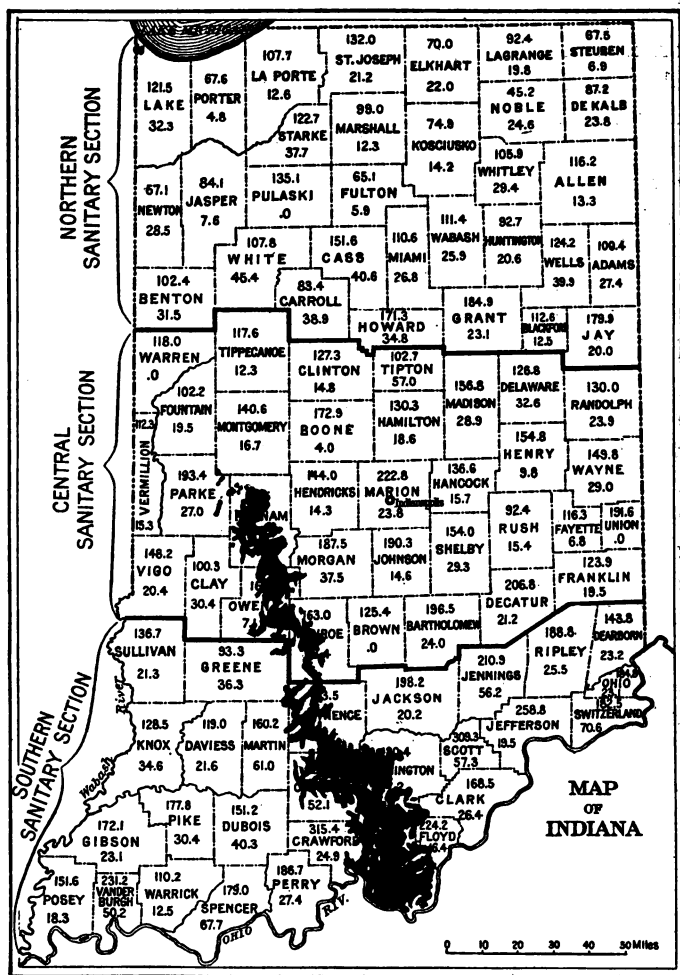 NORTHERN
SANITARY SECTION
CENTRAL
SANITARY SECTION
SOUTHERN
SANITARY SECTION
121.5
LAKE
32.3
67.6
PORTER
4.8
107.7
LA PORTE
12.6
132.0
ST. JOSEPH
21.2
70.0
ELKHART
22.0
92.4
LAGRANGE
19.8
67.5
STEUBEN
6.9
122.7
STARKE
37.7
99.0
MARSHALL
12.3
74.9
KOSCIUSKO
14.2
45.2
NOBLE
24.6
87.2
DE KALB
23.8
NEWTON
28.5
84.1
JASPER
7.6
135.1
PULASKI
.0
65.1
FULTON
5.9
105.9
WHITLEY
29.4
116.2
ALLEN
13.3
102.4
BENTON
31.5
107.8
WHITE
45.4
151.6
CASS
40.6
110.6
MIAMI
26.8
111.4
WABASH
25.9
92.7
HUNTINGTON
20.6
124.2
WELLS
39.9
ADAMS
27.4
83.4
CARROLL
38.9
171.3
HOWARD
34.8
184.9
GRANT
23.1
112.6
BLACKFORD
12.5
179.9
JAY
20.0
118.0
WARREN
.0
117.6
TIPPECANOE
12.3
127.3
CLINTON
14.8
102.7
TIPTON
57.0
156.8
MADISON
28.9
126.8
DELAWARE
32.6
130.0
RANDOLPH
23.9
102.2
FOUNTAIN
19.5
140.6
MONTGOMERY
16.7
172.9
BOONE
4.0
130.3
HAMILTON
18.6
154.8
HENRY
9.8
149.8
WAYNE
29.0
112.3
VERMILLION
15.3
193.4
PARKE
27.0
144.0
HENDRICKS
14.3
222.8
MARION
Indianapolis
23.8
136.6
HANCOCK
15.7
92.4
RUSH
15.4
116.3
FAYETTE
6.8
191.6
UNION
.0
148.2
VIGO
20.4
100.3
CLAY
30.4
187.5
MORGAN
37.5
190.3
JOHNSON
14.6
154.0
SHELBY
29.3
206.8
DECATUR
21.2
123.9
FRANKLIN
19.5
125.4
BROWN
.0
196.5
BARTHOLOMEW
24.0
136.7
SULLIVAN
21.3
93.3
GREENE
36.3
198.2
JACKSON
20.2
210.9
JENNINGS
56.2
188.8
RIPLEY
25.5
143.8
DEARBORN
23.2
OHIO
SWITZERLAND
70.6
128.5
KNOX
34.6
119.0
DAVIESS
21.6
160.2
MARTIN
61.0
309.3
SCOTT
57.3
258.8
JEFFERSON
19.5
52.1
168.5
CLARK
26.4
172.1
GIBSON
23.1
177.8
PIKE
30.4
151.2
DUBOIS
40.3
315.4
CRAWFORD
24.9
FLOYD
151.6
POSEY
18.3
231.2
VANDER
BURGH
50.2
110.2
WARRICK
12.5
179.0
SPENCER
67.7
186.7
PERRY
27.4
Wabash
River
OHIO
RIV.
MAP
OF
INDIANA
0 10 20 30 40 50 Miles